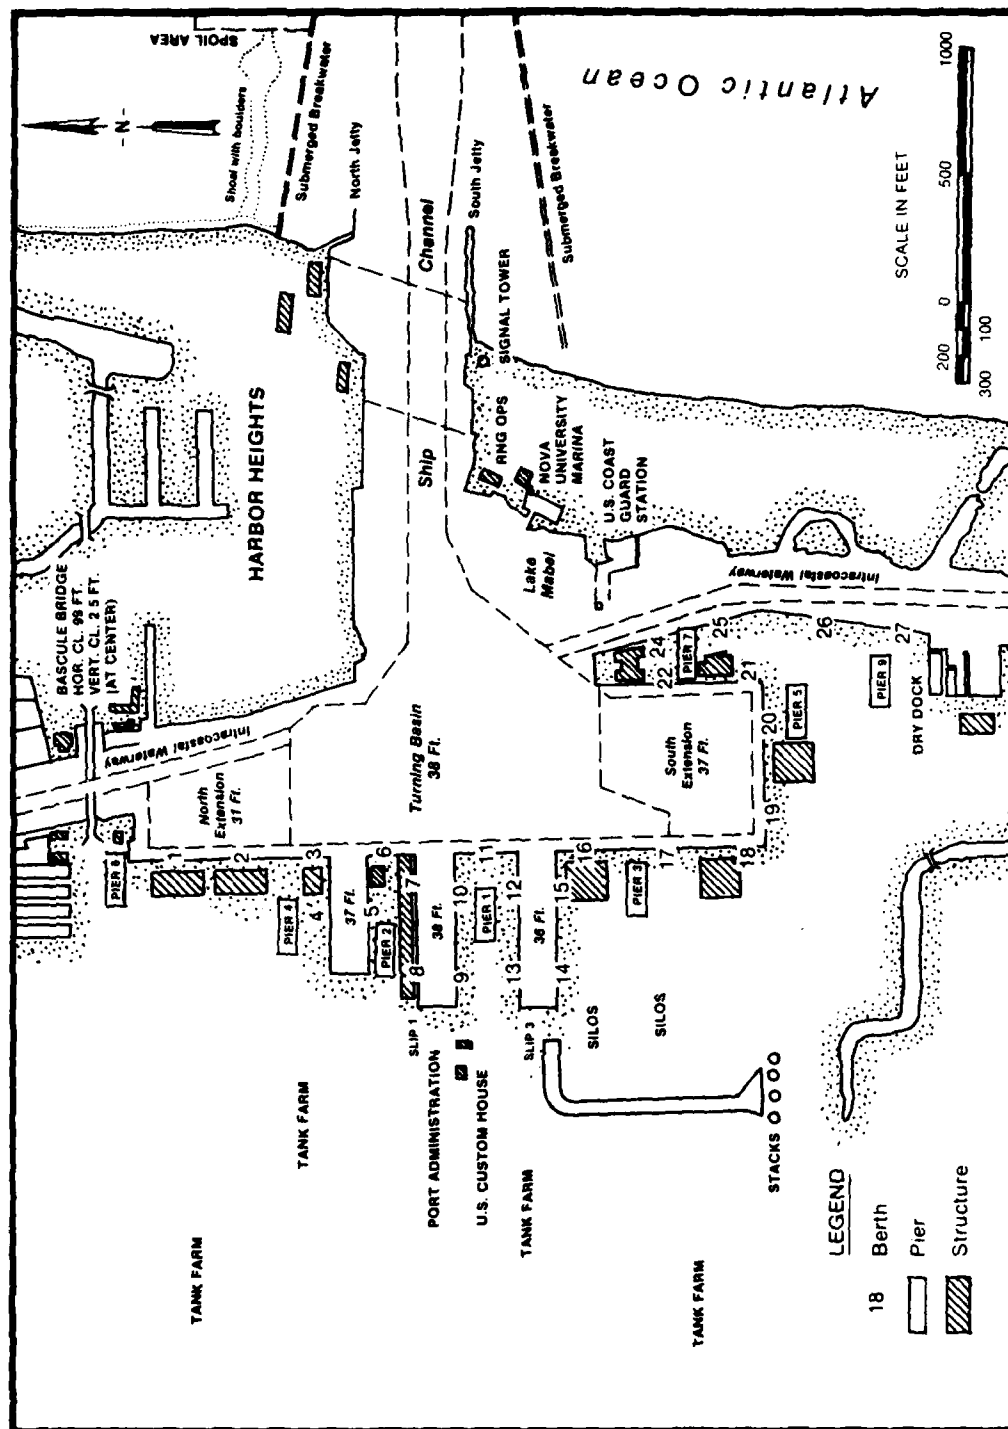 SPOIL AREA
Shoal with boulders
Submerged Breakwater
North Jetty
- N -
BASCULE BRIDGE
HOR. CL. 99 FT.
VERT. CL. 25 FT.
(AT CENTER)
HARBOR HEIGHTS
Ship Channel
South Jetty
SIGNAL TOWER
Submerged Breakwater
Atlantic Ocean
RNG OPS
NOVA
UNIVERSITY
MARINA
U.S. COAST
GUARD
STATION
Lake
Mabel
Intracoastal Waterway
Intracoastal Waterway
North
Extension
31 Ft.
Turning Basin
38 Ft.
South
Extension
37 Ft.
PIER 6
1
2
3
4
PIER 4
37 Ft.
5
6
PIER 2
7
8
SLIP 1
38 Ft.
9
10
PIER 1
11
12
13
SLIP 3
36 Ft.
14
15
16
17
PIER 3
18
19
20
PIER 5
21
22
24
PIER 7
25
26
27
PIER 9
DRY DOCK
SILOS
SILOS
STACKS
PORT ADMINISTRATION
U.S. CUSTOM HOUSE
TANK FARM
TANK FARM
TANK FARM
TANK FARM
LEGEND
18 Berth
Pier
Structure
SCALE IN FEET
300 200 100 0 500 1000